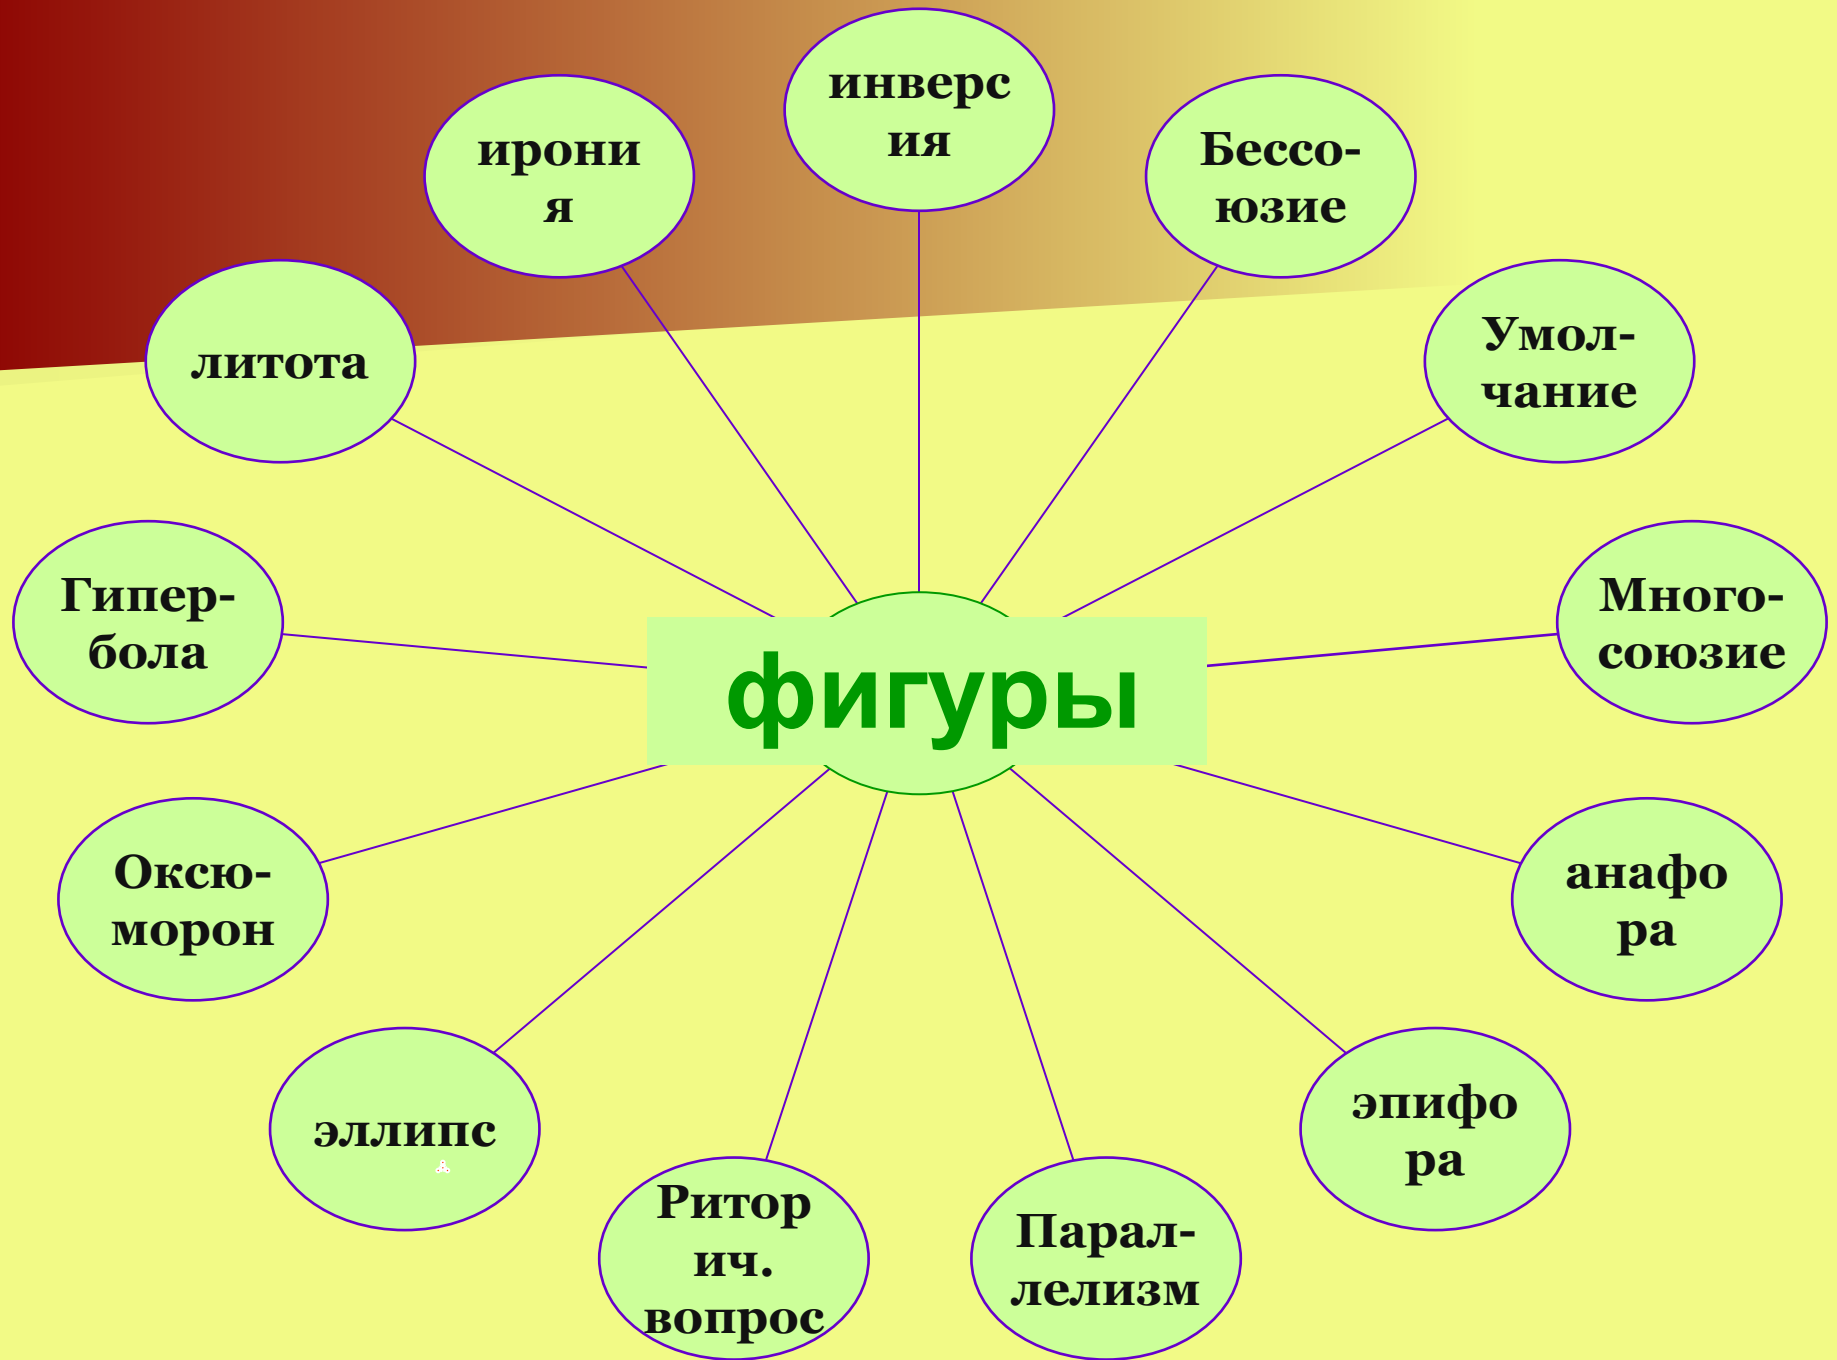 инверс
ия
Бессо-
юзие
Умол-
чание
Много-
союзие
анафо
ра
эпифо
ра
Парал-
лелизм
Ритор
ич.
вопрос
эллипс
Оксю-
морон
Гипер-
бола
литота
ирони
я
фигуры